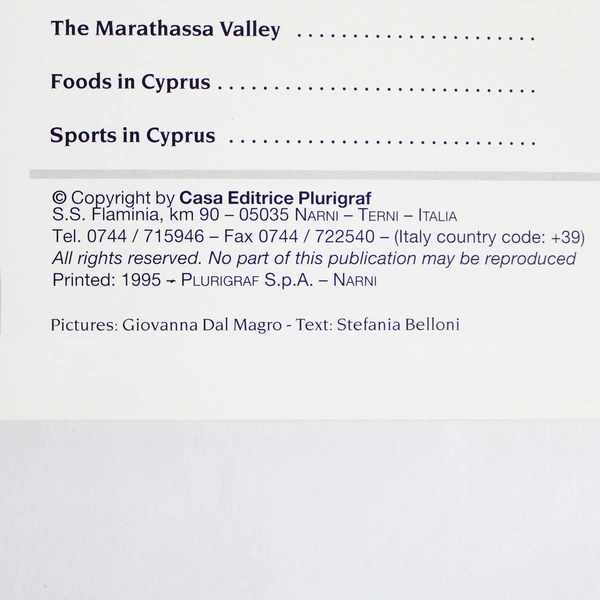 The Marathassa Valley ........................
Foods in Cyprus ................................
Sports in Cyprus ..............................
© Copyright by Casa Editrice Plurigraf
S.S. Flaminia, km 90 – 05035 NARNI – TERNI – ITALIA
Tel. 0744 / 715946 – Fax 0744 / 722540 – (Italy country code: +39)
All rights reserved. No part of this publication may be reproduced
Printed: 1995 - PLURIGRAF S.p.A. – NARNI
Pictures: Giovanna Dal Magro - Text: Stefania Belloni